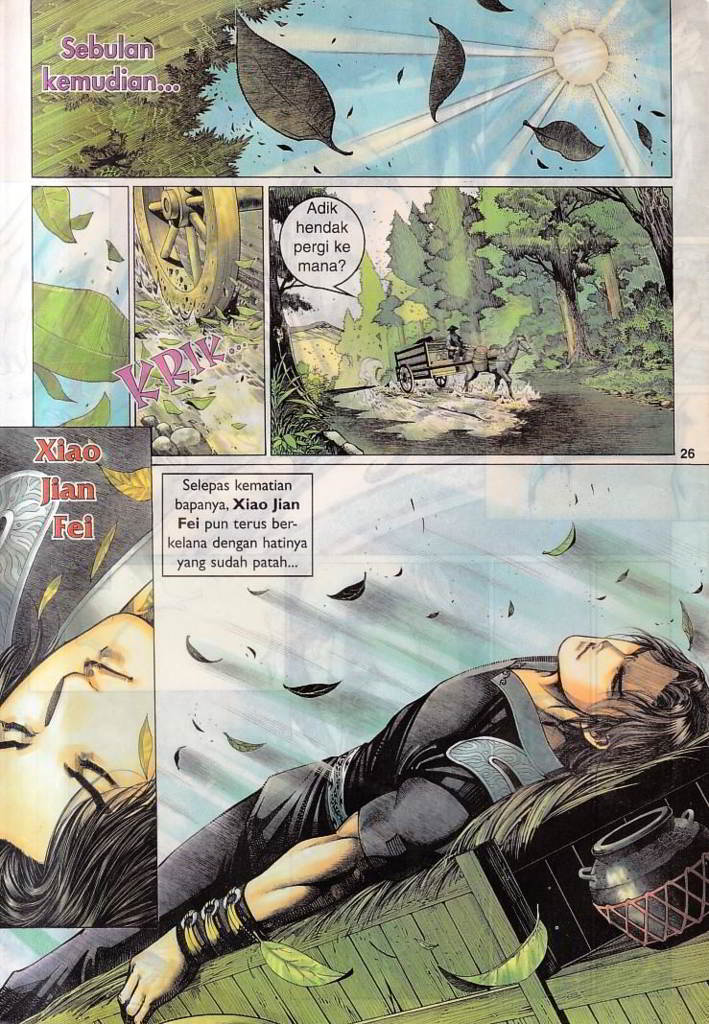 Sebulan
kemudian...
Adik
hendak
pergi ke
mana?
KRIK...
26
Xiao
Jian
Fei
Selepas kematian
bapanya, Xiao Jian
Fei pun terus ber-
kelana dengan hatinya
yang sudah patah...